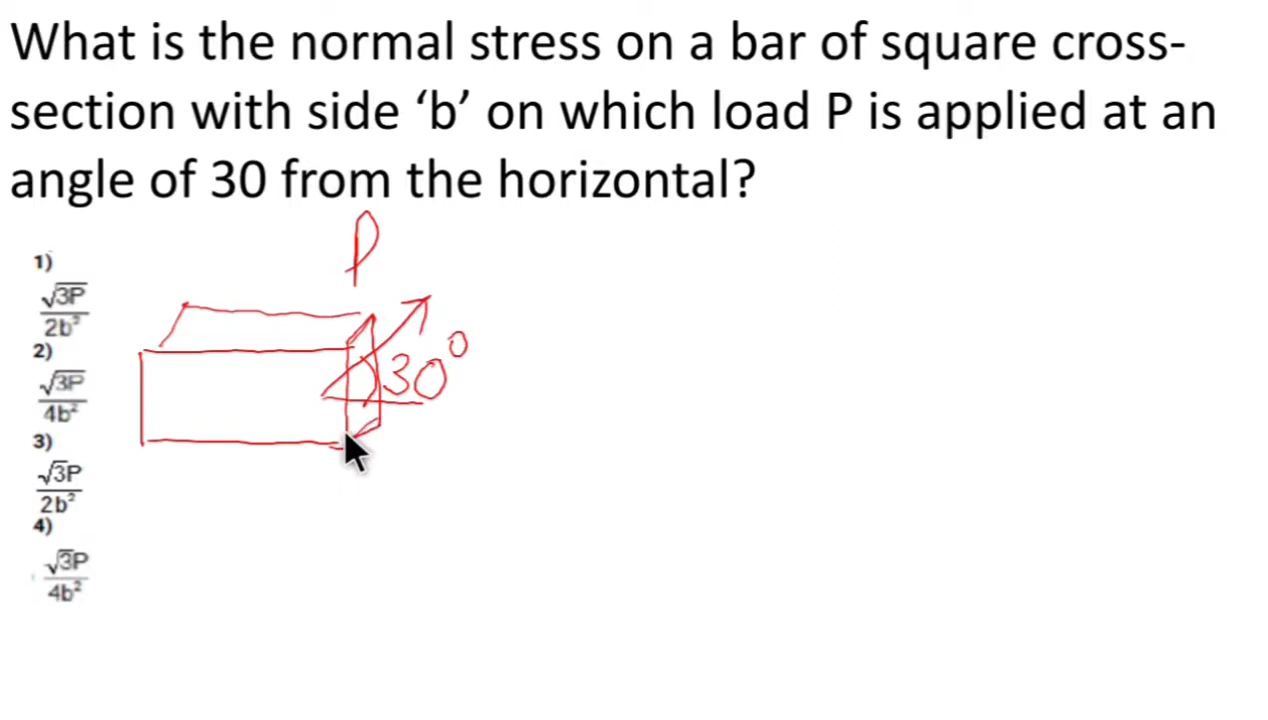 What is the normal stress on a bar of square cross-
section with side ‘b’ on which load P is applied at an
angle of 30 from the horizontal?
P
1)
√3P
2b²
30°
2)
√3P
4b²
3)
√3P
2b²
4)
√3P
4b²